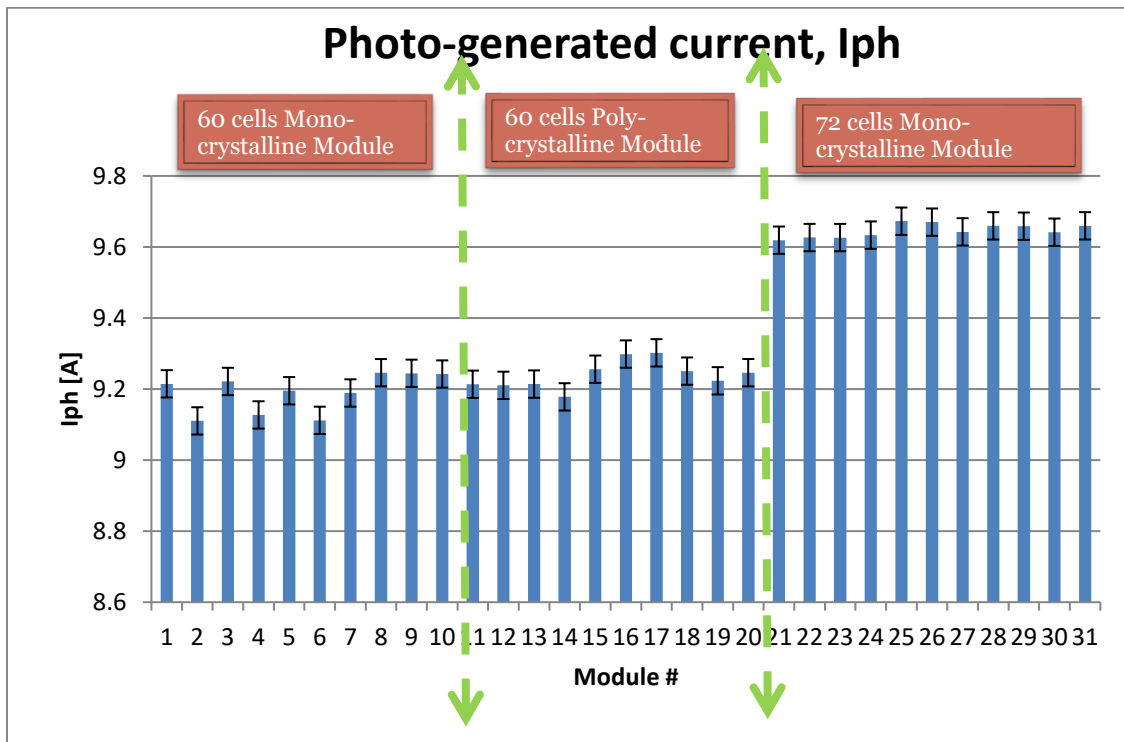 Photo-generated current, Iph
60 cells Mono-
crystalline Module
60 cells Poly-
crystalline Module
72 cells Mono-
crystalline Module
9.8
9.6
9.4
9.2
9
8.8
8.6
Iph [A]
1 2 3 4 5 6 7 8 9 10 11 12 13 14 15 16 17 18 19 20 21 22 23 24 25 26 27 28 29 30 31
Module #